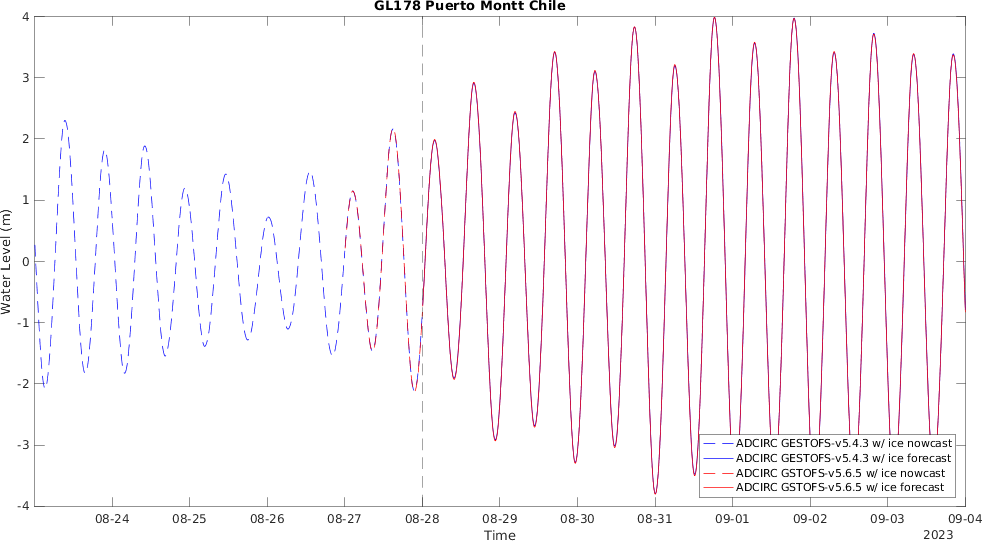 GL178 Puerto Montt Chile
Water Level (m)
4
3
2
1
0
-1
-2
-3
-4
ADCIRC GESTOFS-v5.4.3 w/ ice nowcast
ADCIRC GESTOFS-v5.4.3 w/ ice forecast
ADCIRC GSTOFS-v5.6.5 w/ ice nowcast
ADCIRC GSTOFS-v5.6.5 w/ ice forecast
08-24 08-25 08-26 08-27 08-28 08-29 08-30 08-31 09-01 09-02 09-03 09-04
Time
2023